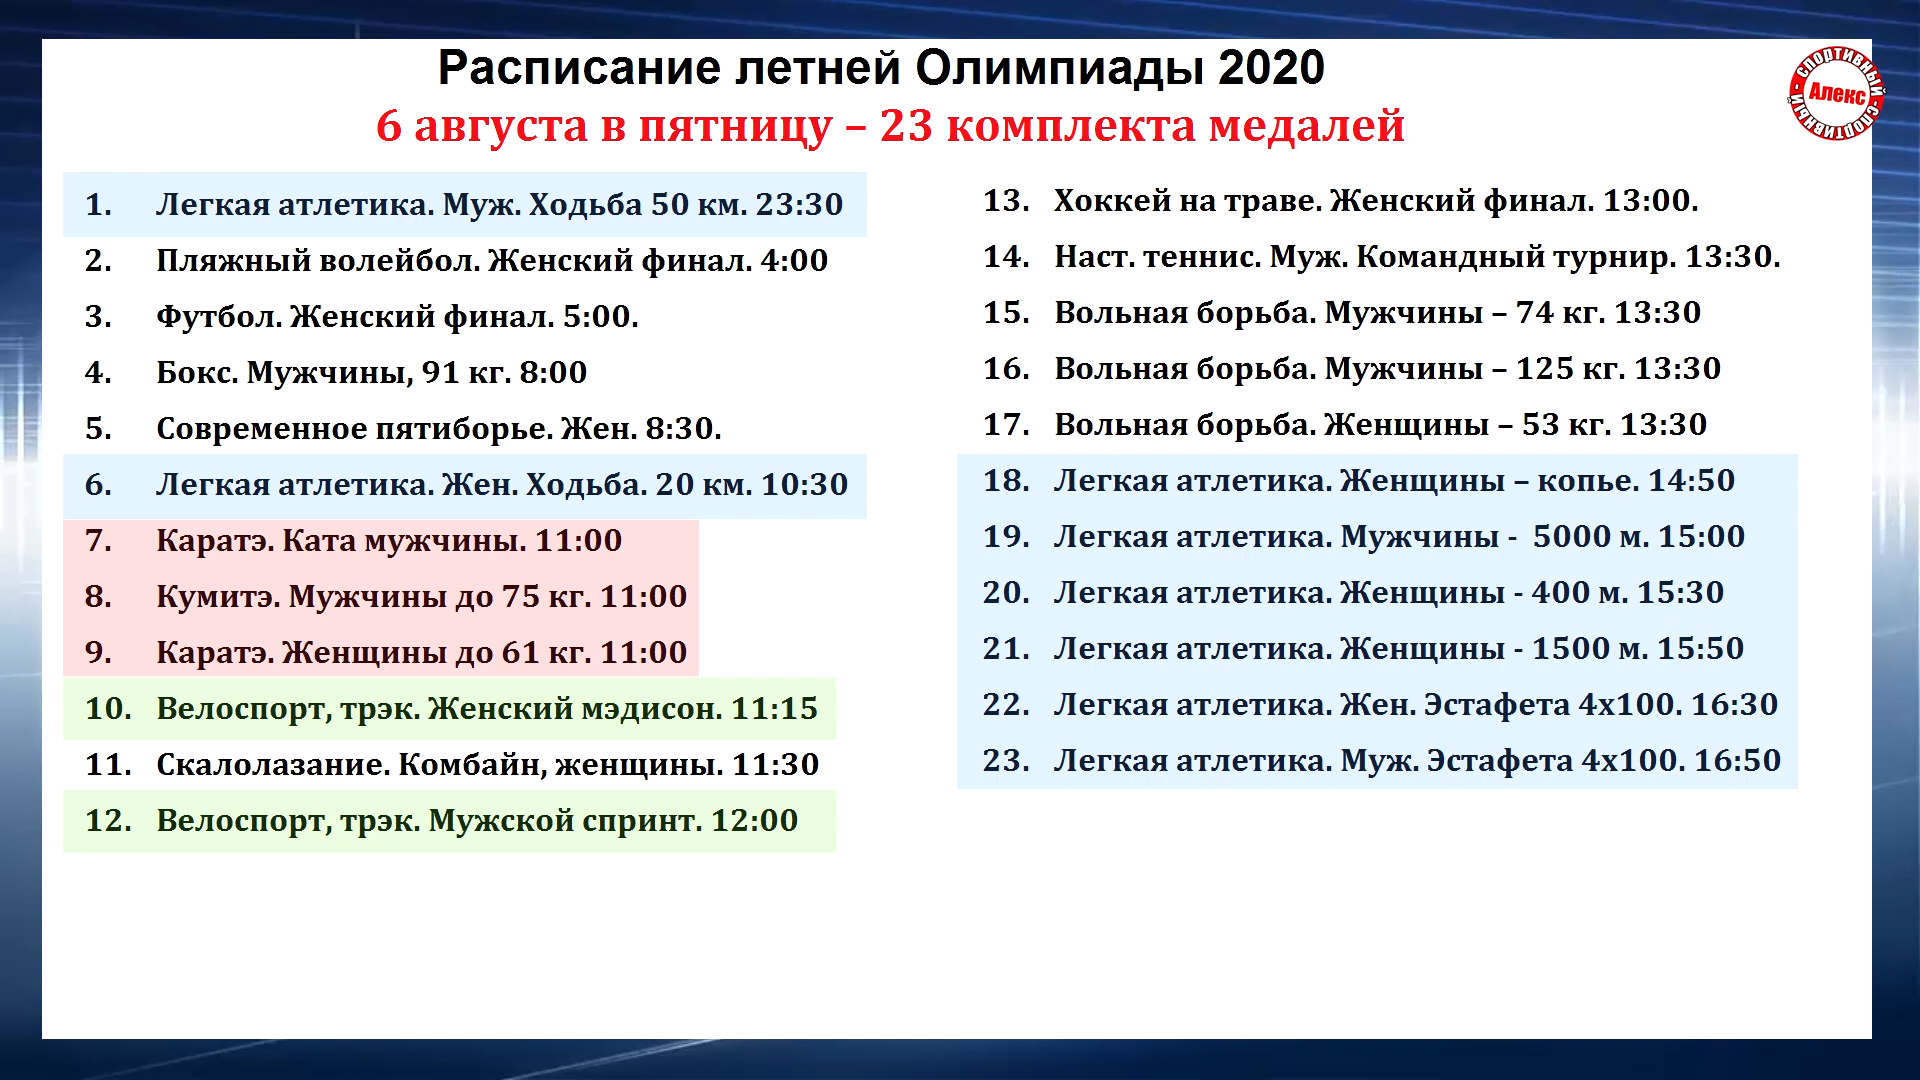 Расписание летней Олимпиады 2020
6 августа в пятницу – 23 комплекта медалей
СПОРТИВНЫЙ • СПОРТИВНЫЙ •
Алекс
1. Легкая атлетика. Муж. Ходьба 50 км. 23:30
2. Пляжный волейбол. Женский финал. 4:00
3. Футбол. Женский финал. 5:00.
4. Бокс. Мужчины, 91 кг. 8:00
5. Современное пятиборье. Жен. 8:30.
6. Легкая атлетика. Жен. Ходьба. 20 км. 10:30
7. Каратэ. Ката мужчины. 11:00
8. Кумитэ. Мужчины до 75 кг. 11:00
9. Каратэ. Женщины до 61 кг. 11:00
10. Велоспорт, трэк. Женский мэдисон. 11:15
11. Скалолазание. Комбайн, женщины. 11:30
12. Велоспорт, трэк. Мужской спринт. 12:00
13. Хоккей на траве. Женский финал. 13:00.
14. Наст. теннис. Муж. Командный турнир. 13:30.
15. Вольная борьба. Мужчины – 74 кг. 13:30
16. Вольная борьба. Мужчины – 125 кг. 13:30
17. Вольная борьба. Женщины – 53 кг. 13:30
18. Легкая атлетика. Женщины – копье. 14:50
19. Легкая атлетика. Мужчины - 5000 м. 15:00
20. Легкая атлетика. Женщины - 400 м. 15:30
21. Легкая атлетика. Женщины - 1500 м. 15:50
22. Легкая атлетика. Жен. Эстафета 4х100. 16:30
23. Легкая атлетика. Муж. Эстафета 4х100. 16:50